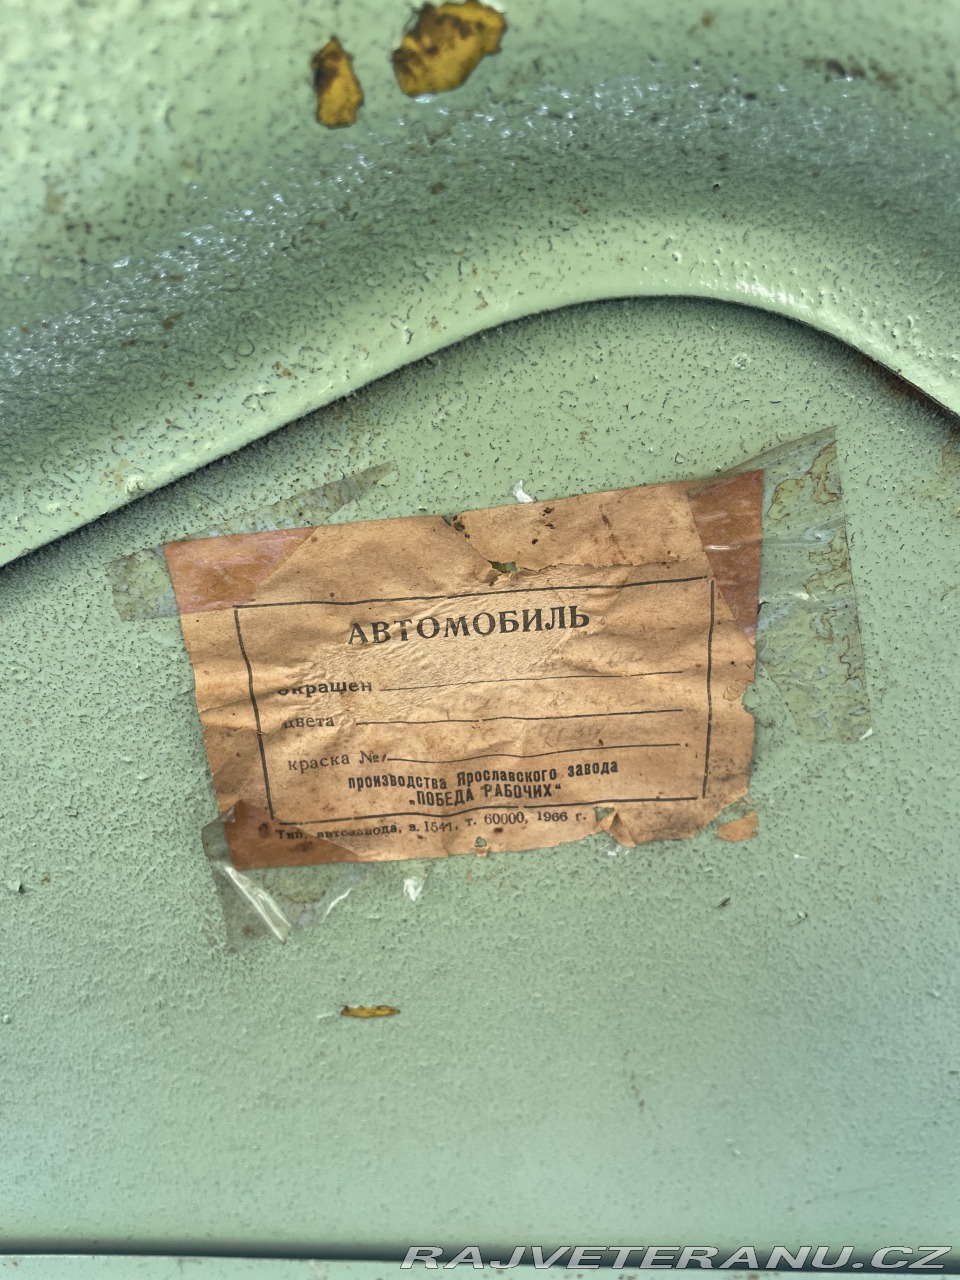 АВТОМОБИЛЬ
окрашен
цвета
краска №
производства Ярославского завода
„ПОБЕДА РАБОЧИХ“
Тип. автозавода, з. 1541, т. 60000, 1966 г.
RAJVETERANU.CZ